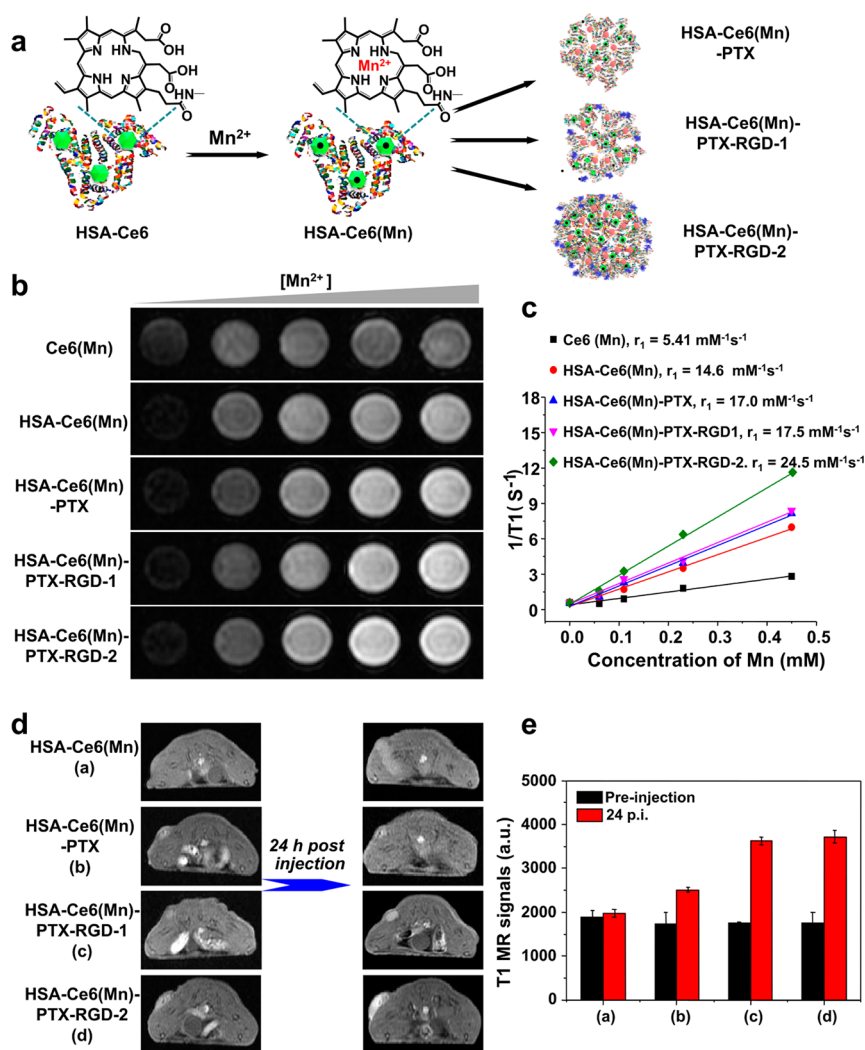 a
OH
O
N
HN
NH
N
O
OH
HN
O
HSA-Ce6
Mn²⁺
OH
O
N
HN
Mn²⁺
NH
N
O
OH
HN
O
HSA-Ce6(Mn)
HSA-Ce6(Mn)
-PTX
HSA-Ce6(Mn)-
PTX-RGD-1
HSA-Ce6(Mn)-
PTX-RGD-2
b
[Mn²⁺]
Ce6(Mn)
HSA-Ce6(Mn)
HSA-Ce6(Mn)
-PTX
HSA-Ce6(Mn)-
PTX-RGD-1
HSA-Ce6(Mn)-
PTX-RGD-2
c
Ce6 (Mn), r₁ = 5.41 mM⁻¹s⁻¹
HSA-Ce6(Mn), r₁ = 14.6 mM⁻¹s⁻¹
HSA-Ce6(Mn)-PTX, r₁ = 17.0 mM⁻¹s⁻¹
HSA-Ce6(Mn)-PTX-RGD1, r₁ = 17.5 mM⁻¹s⁻¹
HSA-Ce6(Mn)-PTX-RGD-2. r₁ = 24.5 mM⁻¹s⁻¹
1/T1( S⁻¹)
18
15
12
9
6
3
0
0.0 0.1 0.2 0.3 0.4 0.5
Concentration of Mn (mM)
d
HSA-Ce6(Mn)
(a)
HSA-Ce6(Mn)
-PTX
(b)
HSA-Ce6(Mn)-
PTX-RGD-1
(c)
HSA-Ce6(Mn)-
PTX-RGD-2
(d)
24 h post
injection
e
Pre-injection
24 p.i.
T1 MR signals (a.u.)
5000
4000
3000
2000
1000
0
(a) (b) (c) (d)